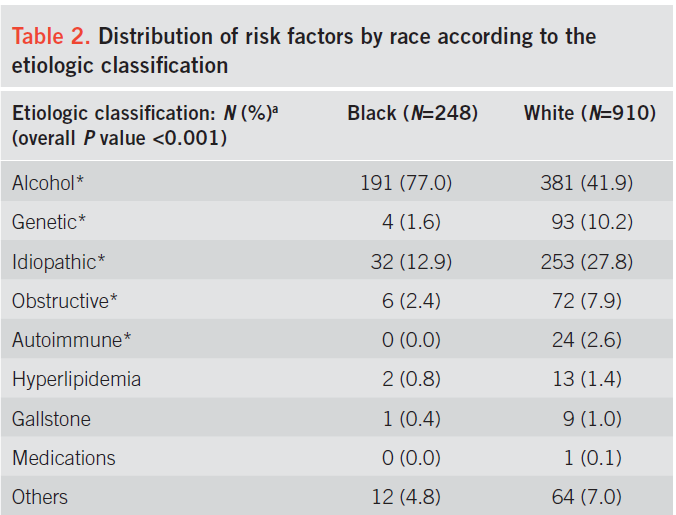 Table 2. Distribution of risk factors by race according to the
etiologic classification
Etiologic classification: N (%)ᵃ Black (N=248) White (N=910)
(overall P value <0.001)
Alcohol* 191 (77.0) 381 (41.9)
Genetic* 4 (1.6) 93 (10.2)
Idiopathic* 32 (12.9) 253 (27.8)
Obstructive* 6 (2.4) 72 (7.9)
Autoimmune* 0 (0.0) 24 (2.6)
Hyperlipidemia 2 (0.8) 13 (1.4)
Gallstone 1 (0.4) 9 (1.0)
Medications 0 (0.0) 1 (0.1)
Others 12 (4.8) 64 (7.0)